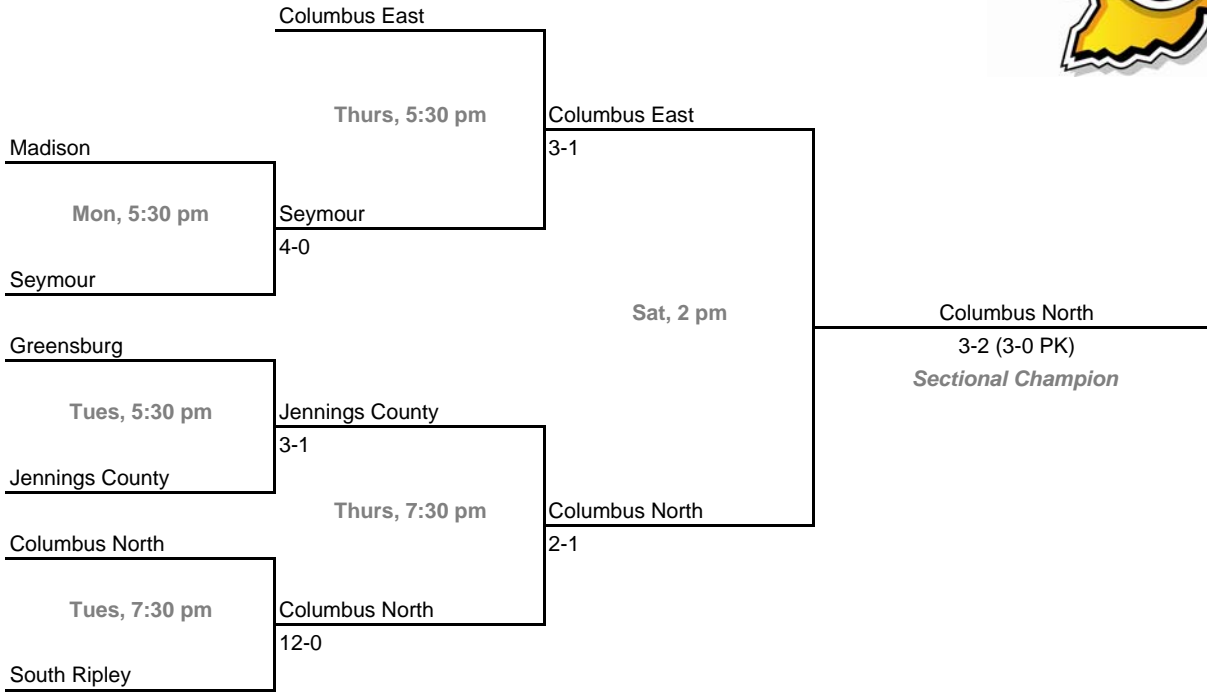 Columbus East
Thurs, 5:30 pm
Columbus East
Madison
3-1
Mon, 5:30 pm
Seymour
4-0
Seymour
Sat, 2 pm
Columbus North
Greensburg
3-2 (3-0 PK)
Sectional Champion
Tues, 5:30 pm
Jennings County
3-1
Jennings County
Thurs, 7:30 pm
Columbus North
Columbus North
2-1
Tues, 7:30 pm
Columbus North
12-0
South Ripley